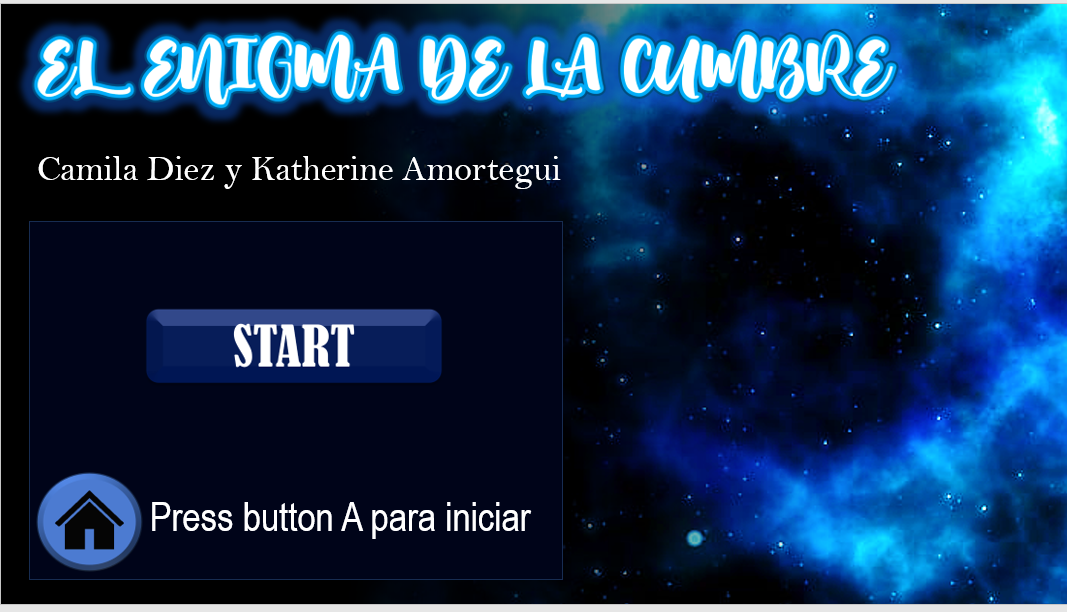 EL ENIGMA DE LA CUMBRE
Camila Diez y Katherine Amortegui
START
Press button A para iniciar